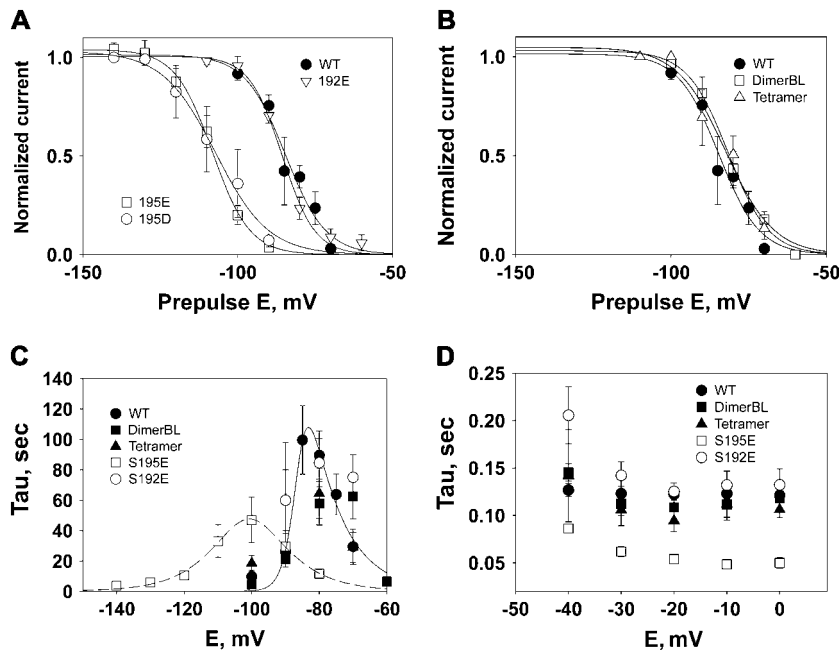 A
Normalized current
1.0
0.5
0.0
WT
192E
195E
195D
-150
-100
-50
Prepulse E, mV
B
Normalized current
1.0
0.5
0.0
WT
DimerBL
Tetramer
-150
-100
-50
Prepulse E, mV
C
Tau, sec
140
120
100
80
60
40
20
0
WT
DimerBL
Tetramer
S195E
S192E
-140
-120
-100
-80
-60
E, mV
D
Tau, sec
0.25
0.20
0.15
0.10
0.05
WT
DimerBL
Tetramer
S195E
S192E
-50
-40
-30
-20
-10
0
E, mV